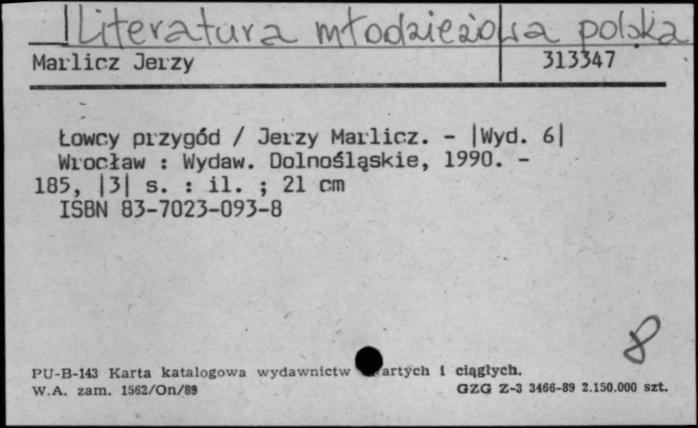 Literatura młodzieżowa polska
Marlicz Jerzy 313347
Łowcy przygód / Jerzy Marlicz. - |Wyd. 6|
Wrocław : Wydaw. Dolnośląskie, 1990. -
185, |3| s. : il. ; 21 cm
ISBN 83-7023-093-8
8
PU-B-143 Karta katalogowa wydawnictw artych i ciągłych.
W.A. zam. 1562/On/89 GZG Z-3 3466-89 2.150.000 szt.